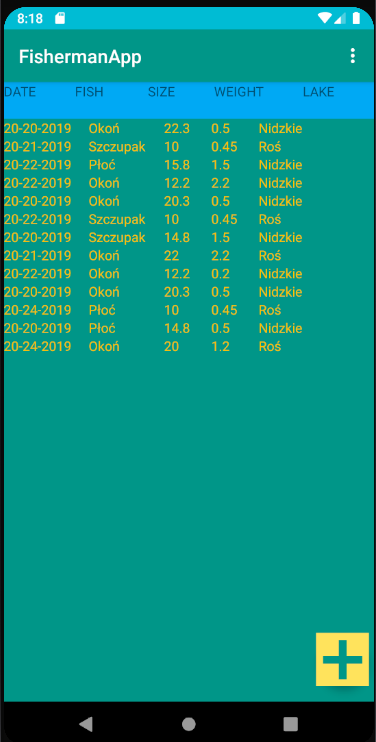 8:18
FishermanApp
DATE FISH SIZE WEIGHT LAKE
20-20-2019 Okoń 22.3 0.5 Nidzkie
20-21-2019 Szczupak 10 0.45 Roś
20-22-2019 Płoć 15.8 1.5 Nidzkie
20-22-2019 Okoń 12.2 2.2 Nidzkie
20-20-2019 Okoń 20.3 0.5 Nidzkie
20-22-2019 Szczupak 10 0.45 Roś
20-20-2019 Szczupak 14.8 1.5 Nidzkie
20-21-2019 Okoń 22 2.2 Roś
20-22-2019 Okoń 12.2 0.2 Nidzkie
20-20-2019 Okoń 20.3 0.5 Nidzkie
20-24-2019 Płoć 10 0.45 Roś
20-20-2019 Płoć 14.8 0.5 Nidzkie
20-24-2019 Okoń 20 1.2 Roś